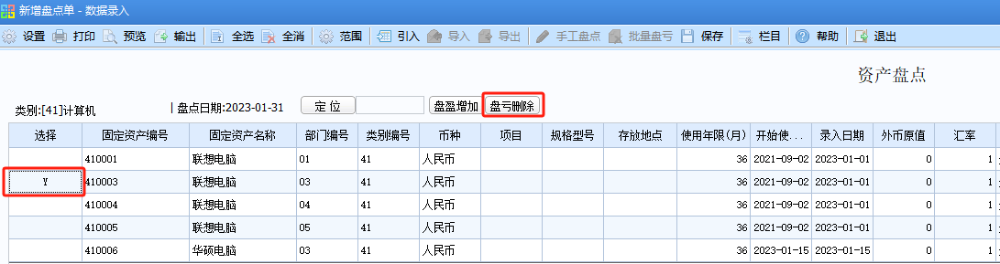 新增盘点单 - 数据录入
设置 打印 预览 输出 全选 全消 范围 引入 导入 导出 手工盘点 批量盘亏 保存 栏目 帮助 退出
资产盘点
类别:[41]计算机 盘点日期:2023-01-31 定 位 盘盈增加 盘亏删除
选择 固定资产编号 固定资产名称 部门编号 类别编号 币种 项目 规格型号 存放地点 使用年限(月) 开始使... 录入日期 外币原值 汇率
410001 联想电脑 01 41 人民币 36 2021-09-02 2023-01-01 0 1
Y 410003 联想电脑 03 41 人民币 36 2021-09-02 2023-01-01 0 1
410004 联想电脑 04 41 人民币 36 2021-09-02 2023-01-01 0 1
410005 联想电脑 05 41 人民币 36 2021-09-02 2023-01-01 0 1
410006 华硕电脑 03 41 人民币 36 2023-01-15 2023-01-15 0 1